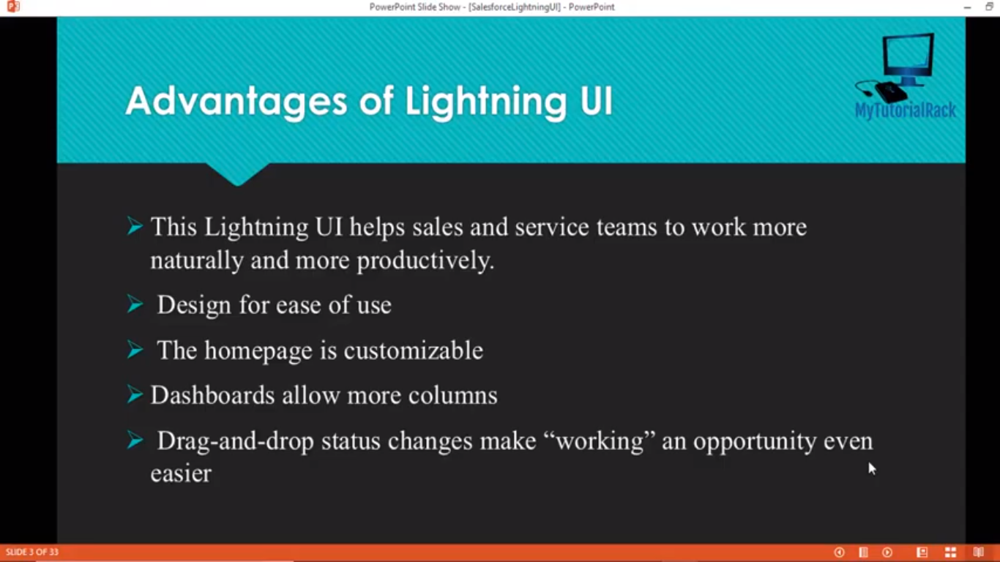 PowerPoint Slide Show - [SalesforceLightningUI] - PowerPoint
Advantages of Lightning UI
MyTutorialRack
This Lightning UI helps sales and service teams to work more
naturally and more productively.
Design for ease of use
The homepage is customizable
Dashboards allow more columns
Drag-and-drop status changes make “working” an opportunity even
easier
SLIDE 3 OF 33